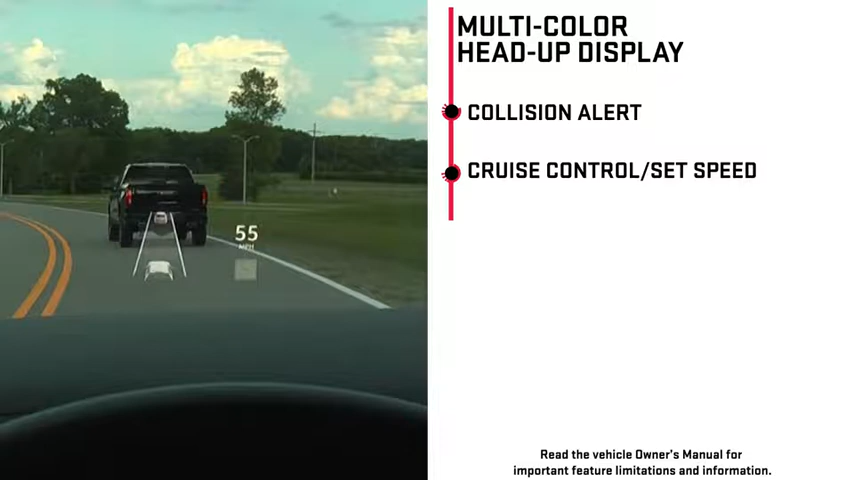 MULTI-COLOR
HEAD-UP DISPLAY
COLLISION ALERT
CRUISE CONTROL/SET SPEED
55
MPH
Read the vehicle Owner's Manual for
important feature limitations and information.